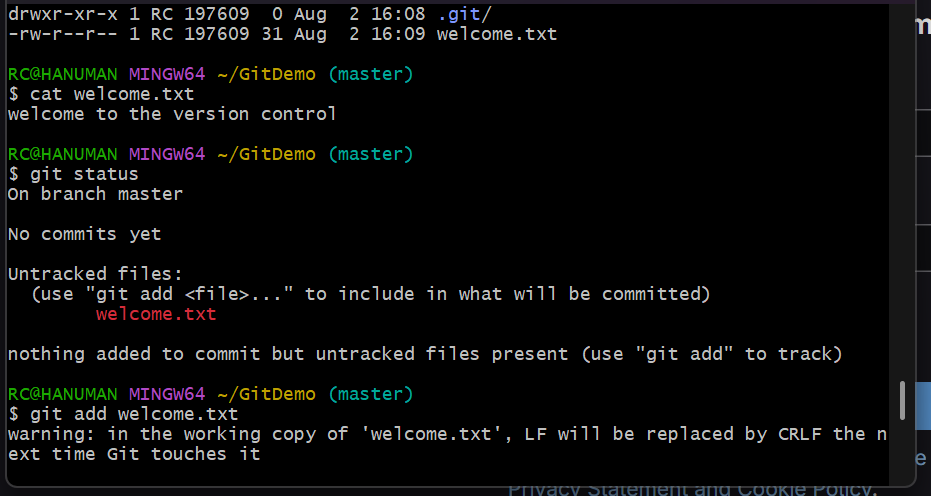 drwxr-xr-x 1 RC 197609  0 Aug  2 16:08 .git/
-rw-r--r-- 1 RC 197609 31 Aug  2 16:09 welcome.txt
RC@HANUMAN MINGW64 ~/GitDemo (master)
$ cat welcome.txt
welcome to the version control
RC@HANUMAN MINGW64 ~/GitDemo (master)
$ git status
On branch master
No commits yet
Untracked files:
  (use "git add <file>..." to include in what will be committed)
        welcome.txt
nothing added to commit but untracked files present (use "git add" to track)
RC@HANUMAN MINGW64 ~/GitDemo (master)
$ git add welcome.txt
warning: in the working copy of 'welcome.txt', LF will be replaced by CRLF the n
ext time Git touches it
Privacy Statement and Cookie Policy.